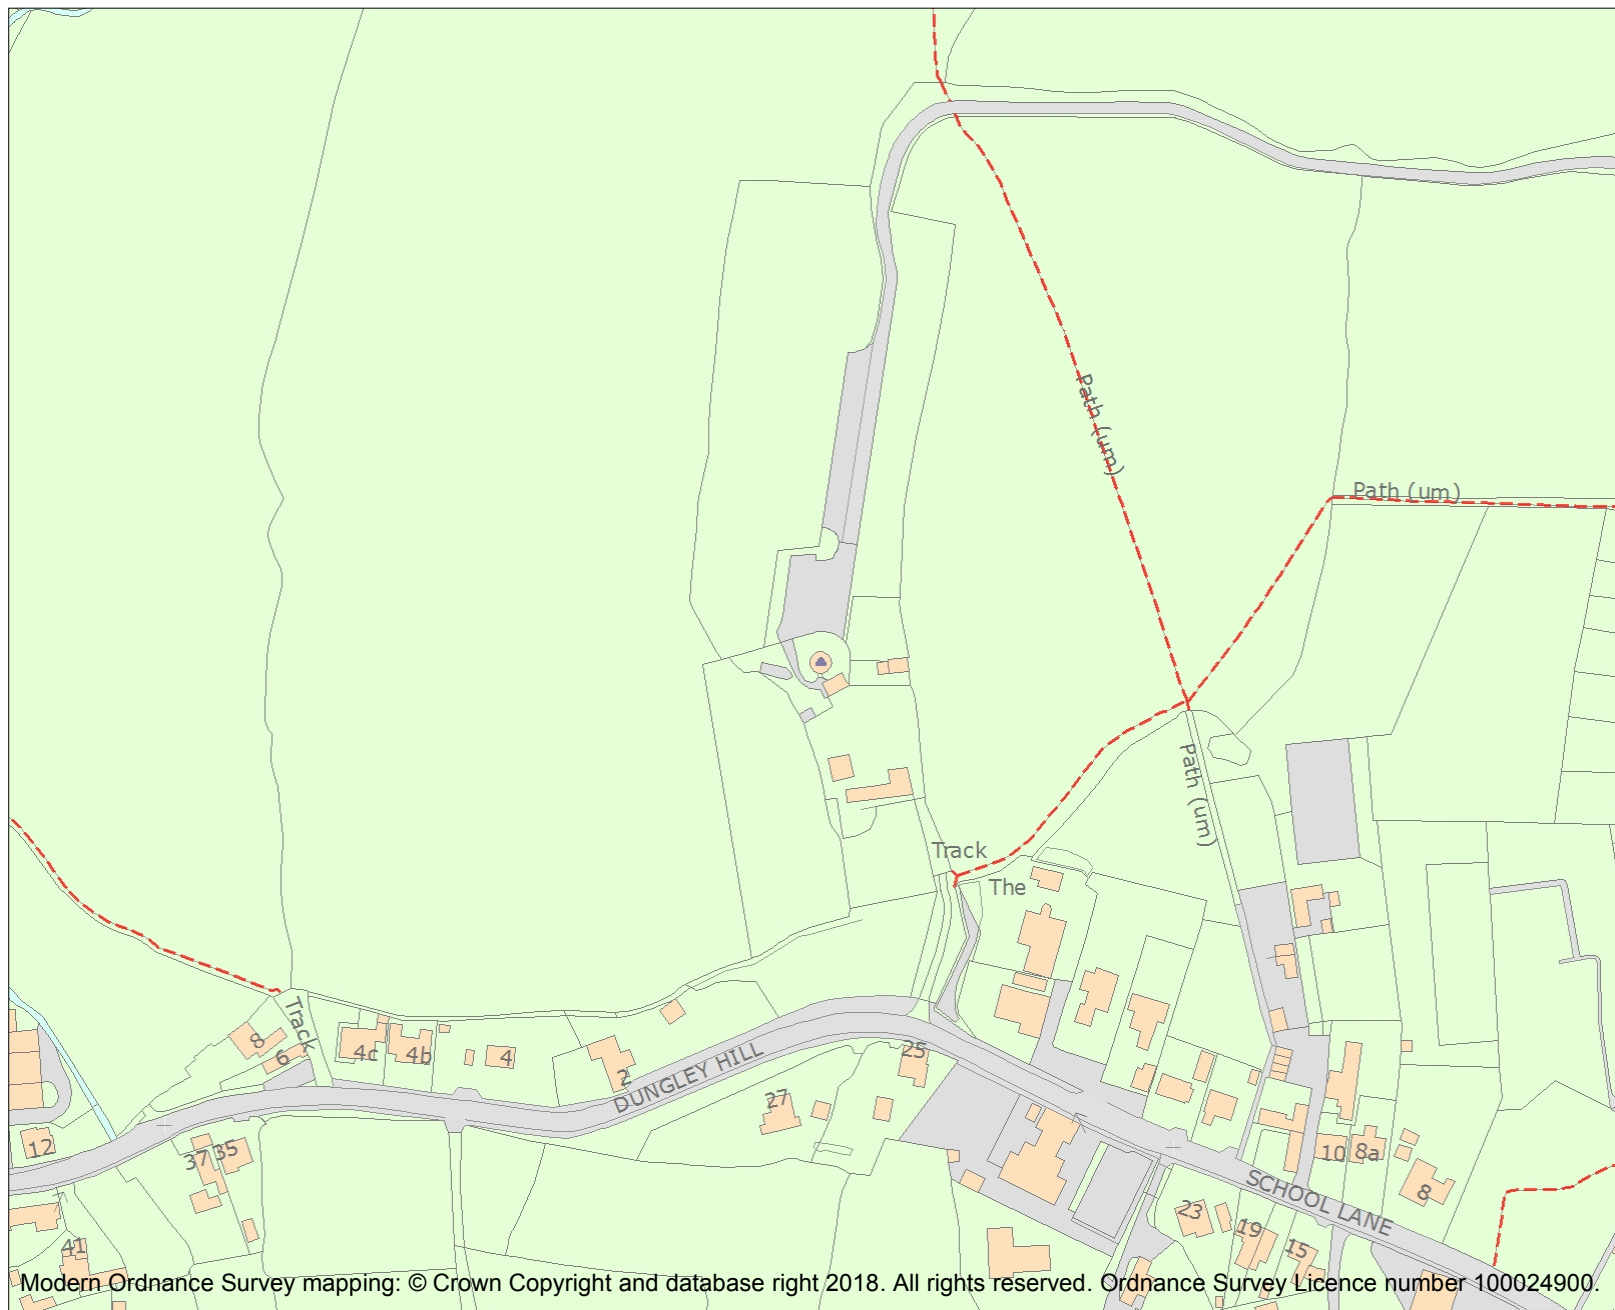 Path (um)
Path (um)
Path (um)
Track
The
Track
8
6
4c
4b
4
2
DUNGLEY HILL
25
27
12
37
35
41
10
8a
8
SCHOOL LANE
23
19
15
Modern Ordnance Survey mapping: © Crown Copyright and database right 2018. All rights reserved. Ordnance Survey Licence number 100024900.